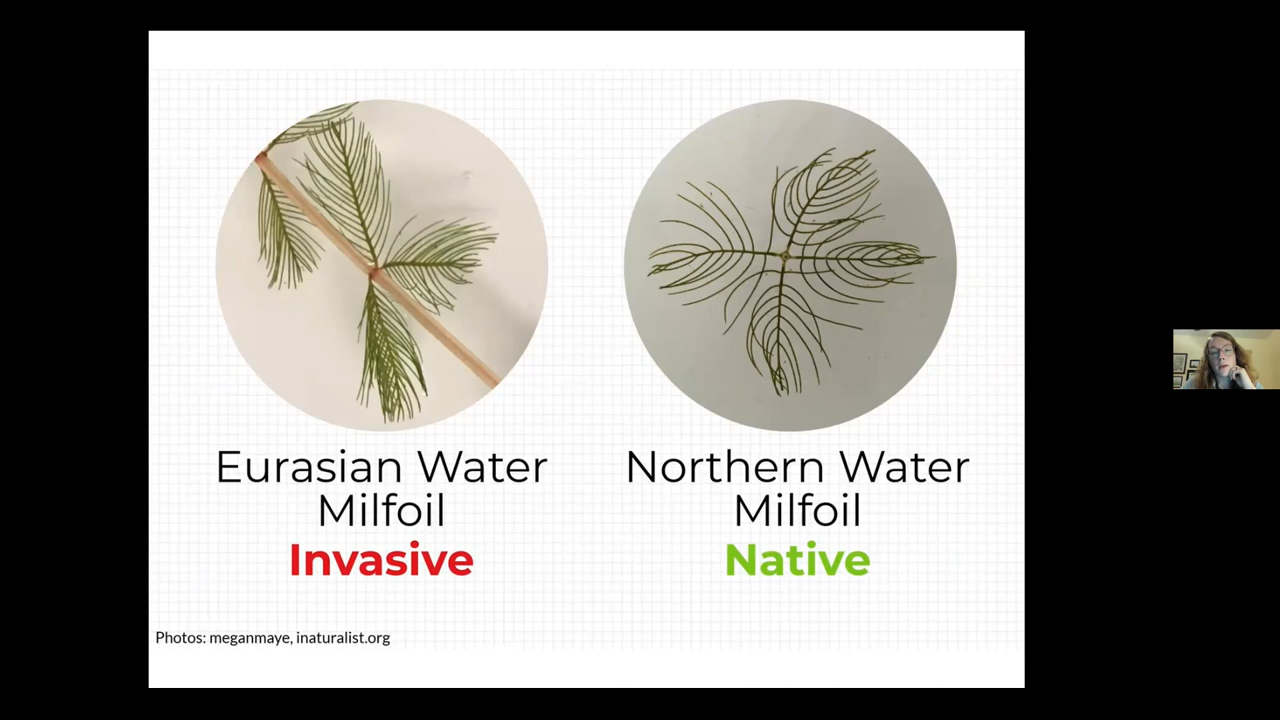 Eurasian Water
Milfoil
Invasive
Northern Water
Milfoil
Native
Photos: meganmaye, inaturalist.org